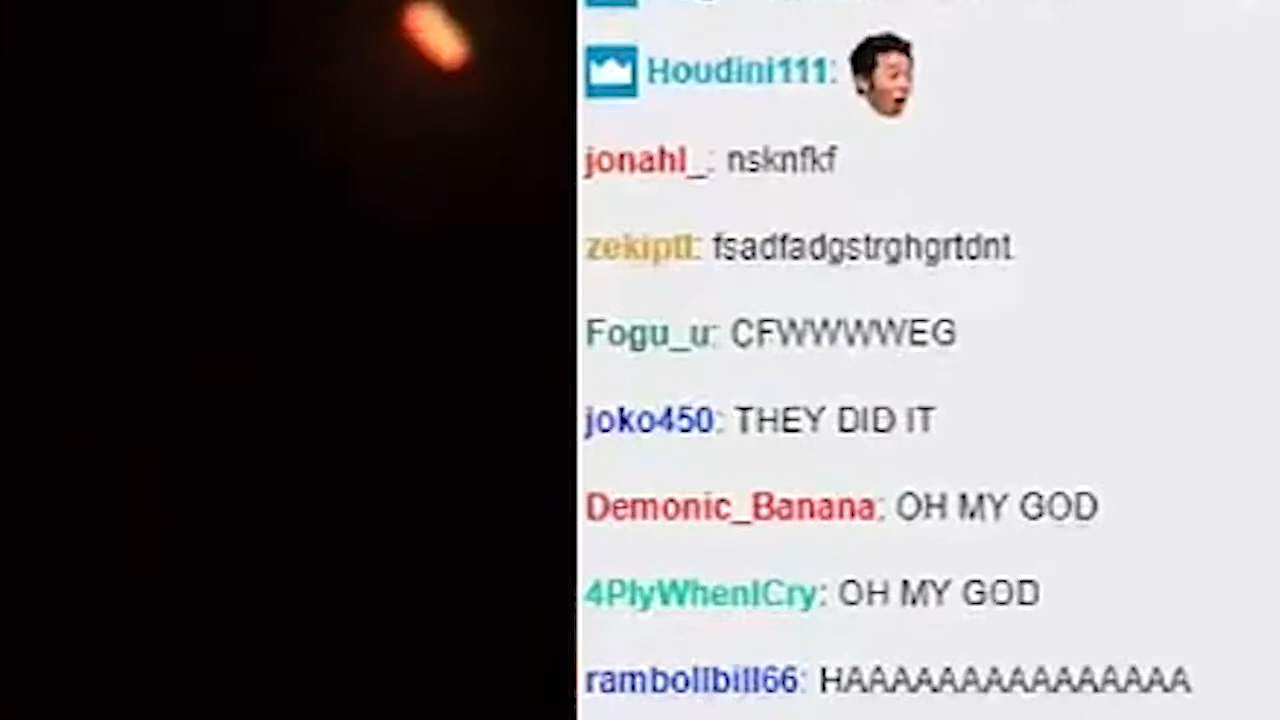 Houdini111:
jonahl_: nsknfkf
zekiptl: fsadfadgstrghgrtdnt
Fogu_u: CFWWWWEG
joko450: THEY DID IT
Demonic_Banana: OH MY GOD
4PlyWhenICry: OH MY GOD
rambollbill66: HAAAAAAAAAAAAAAA